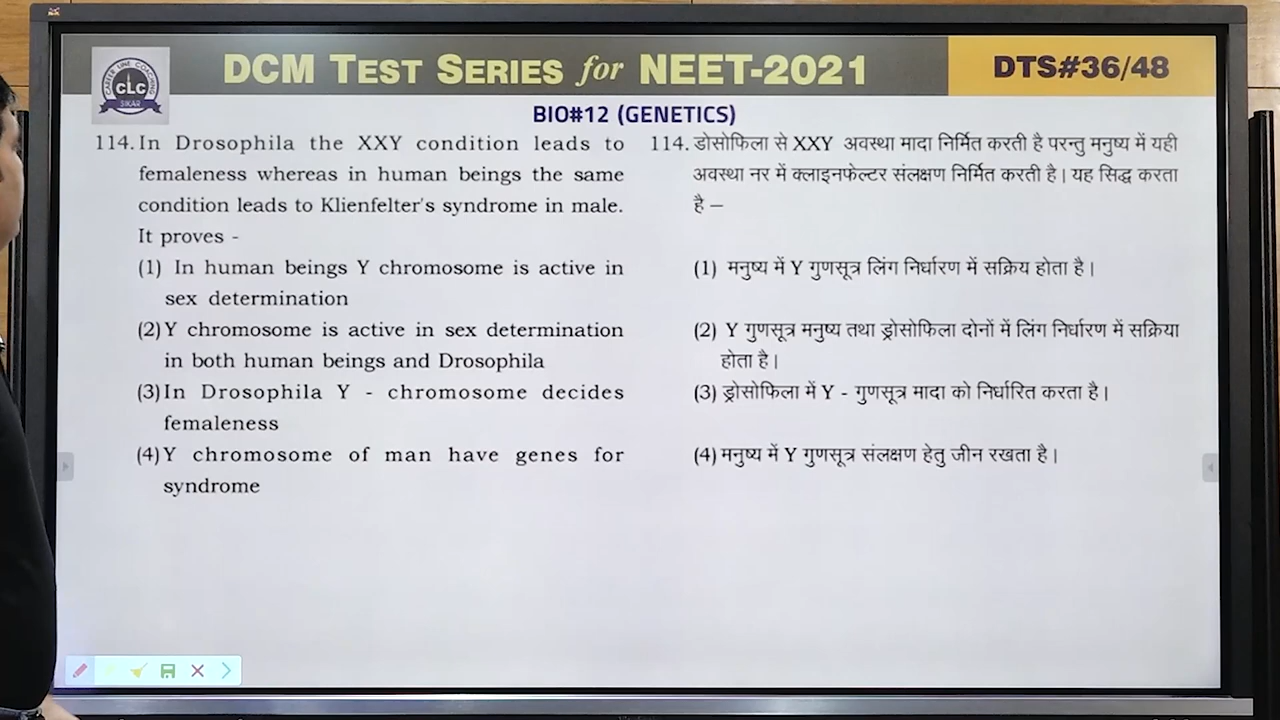 DCM TEST SERIES for NEET-2021
DTS#36/48
CAREER LINE COACHING
CLC
SIKAR
BIO#12 (GENETICS)
114. In Drosophila the XXY condition leads to
femaleness whereas in human beings the same
condition leads to Klienfelter's syndrome in male.
It proves -
(1) In human beings Y chromosome is active in
sex determination
(2) Y chromosome is active in sex determination
in both human beings and Drosophila
(3) In Drosophila Y - chromosome decides
femaleness
(4) Y chromosome of man have genes for
syndrome
114. डोसोफिला से XXY अवस्था मादा निर्मित करती है परन्तु मनुष्य में यही
अवस्था नर में क्लाइनफेल्टर संलक्षण निर्मित करती है। यह सिद्ध करता
है –
(1) मनुष्य में Y गुणसूत्र लिंग निर्धारण में सक्रिय होता है।
(2) Y गुणसूत्र मनुष्य तथा ड्रोसोफिला दोनों में लिंग निर्धारण में सक्रिया
होता है।
(3) ड्रोसोफिला में Y - गुणसूत्र मादा को निर्धारित करता है।
(4) मनुष्य में Y गुणसूत्र संलक्षण हेतु जीन रखता है।